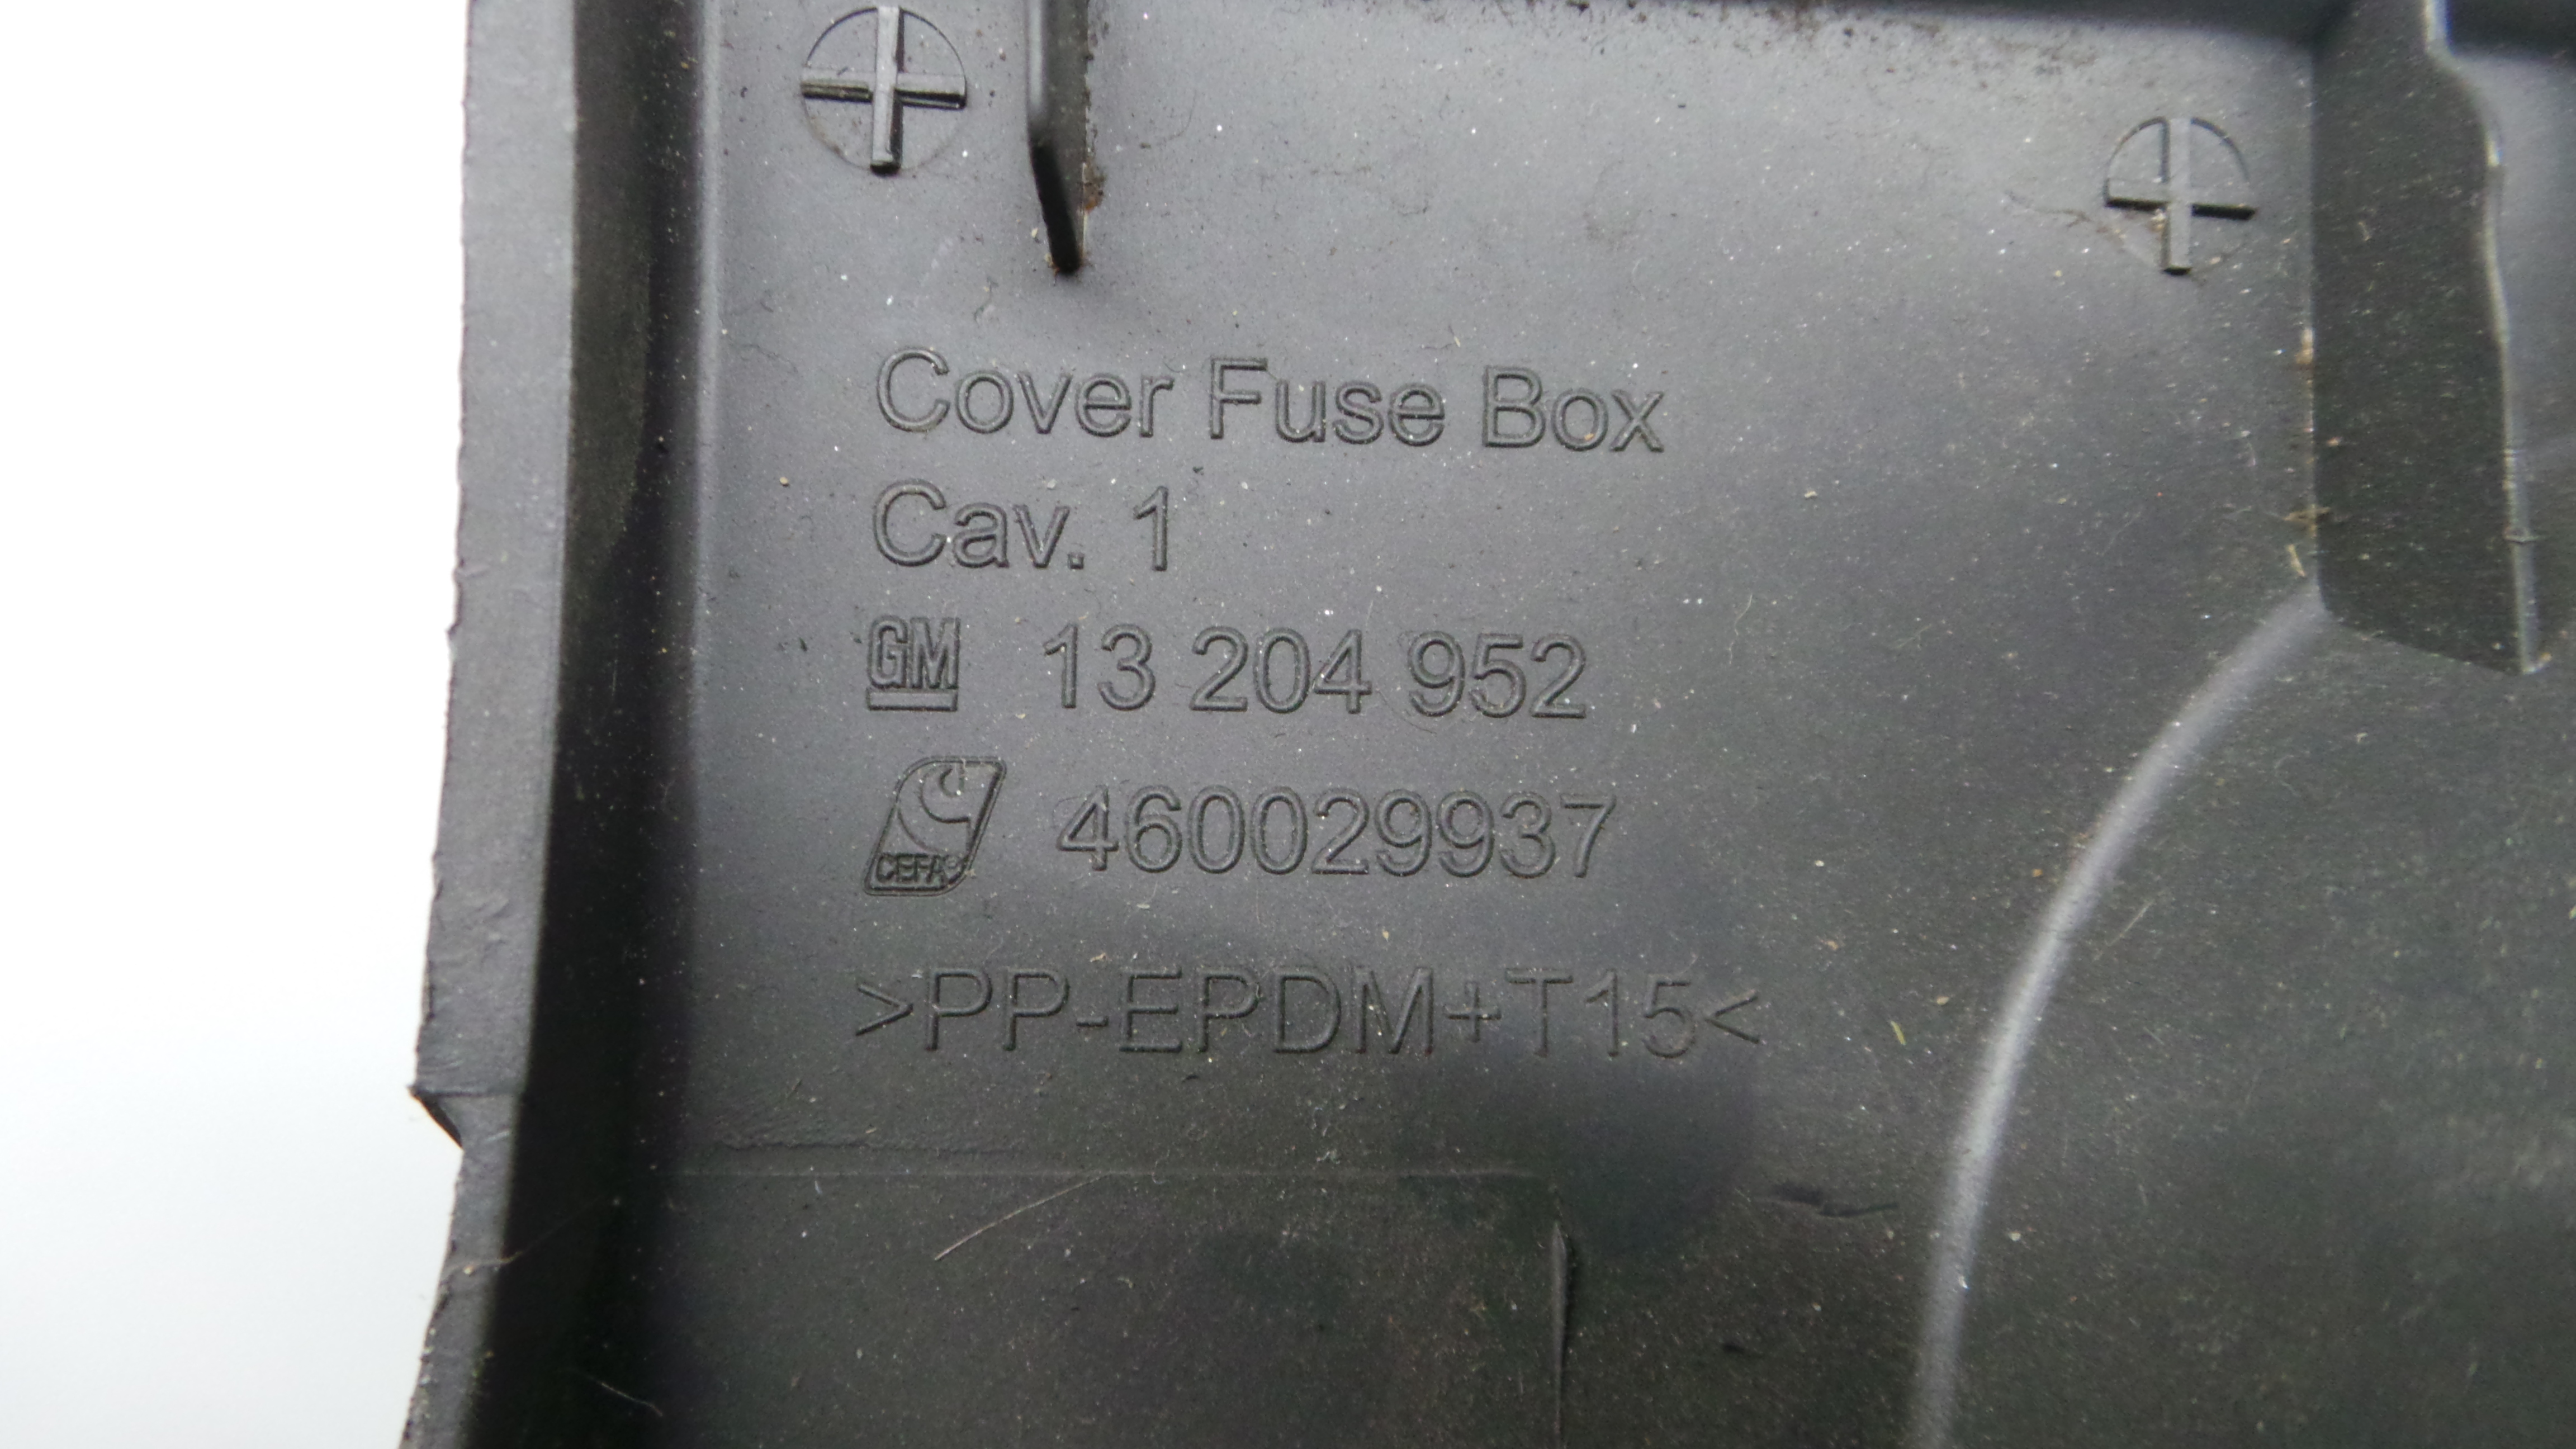 Cover Fuse Box
Cav. 1
GM 13 204 952
CEFA 460029937
>PP-EPDM+T15<